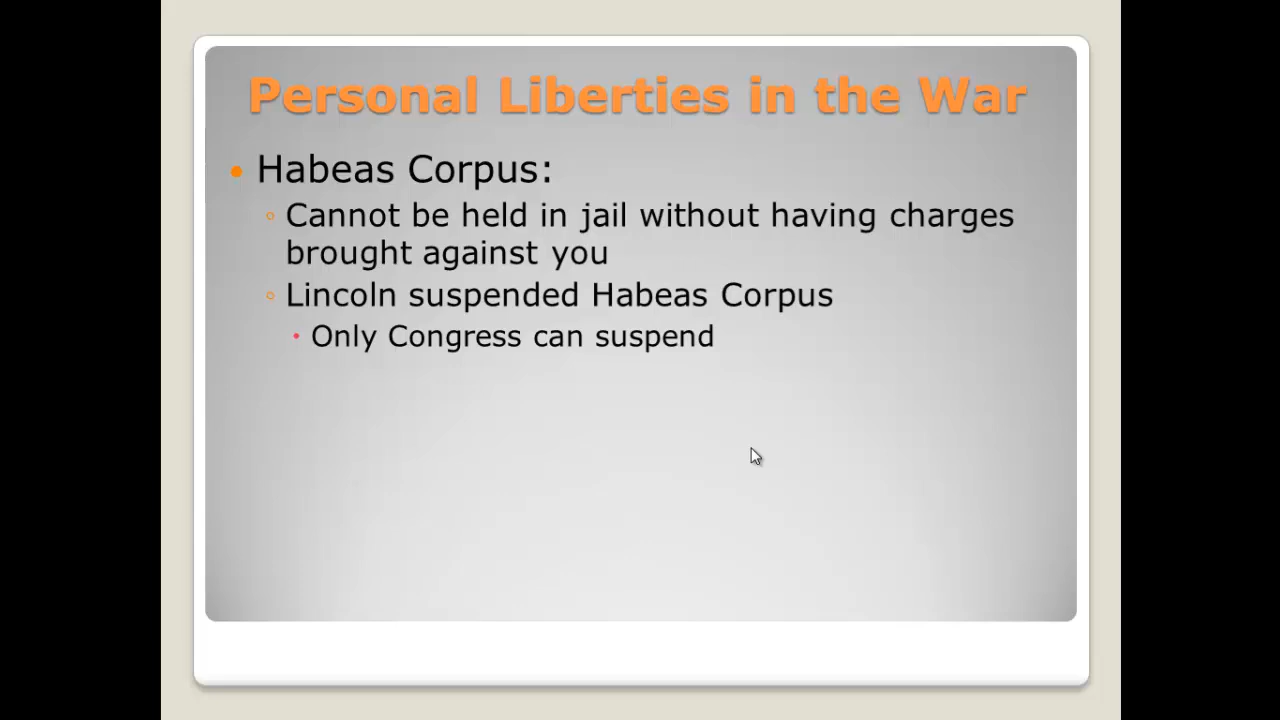 Personal Liberties in the War
Habeas Corpus:
Cannot be held in jail without having charges
brought against you
Lincoln suspended Habeas Corpus
Only Congress can suspend